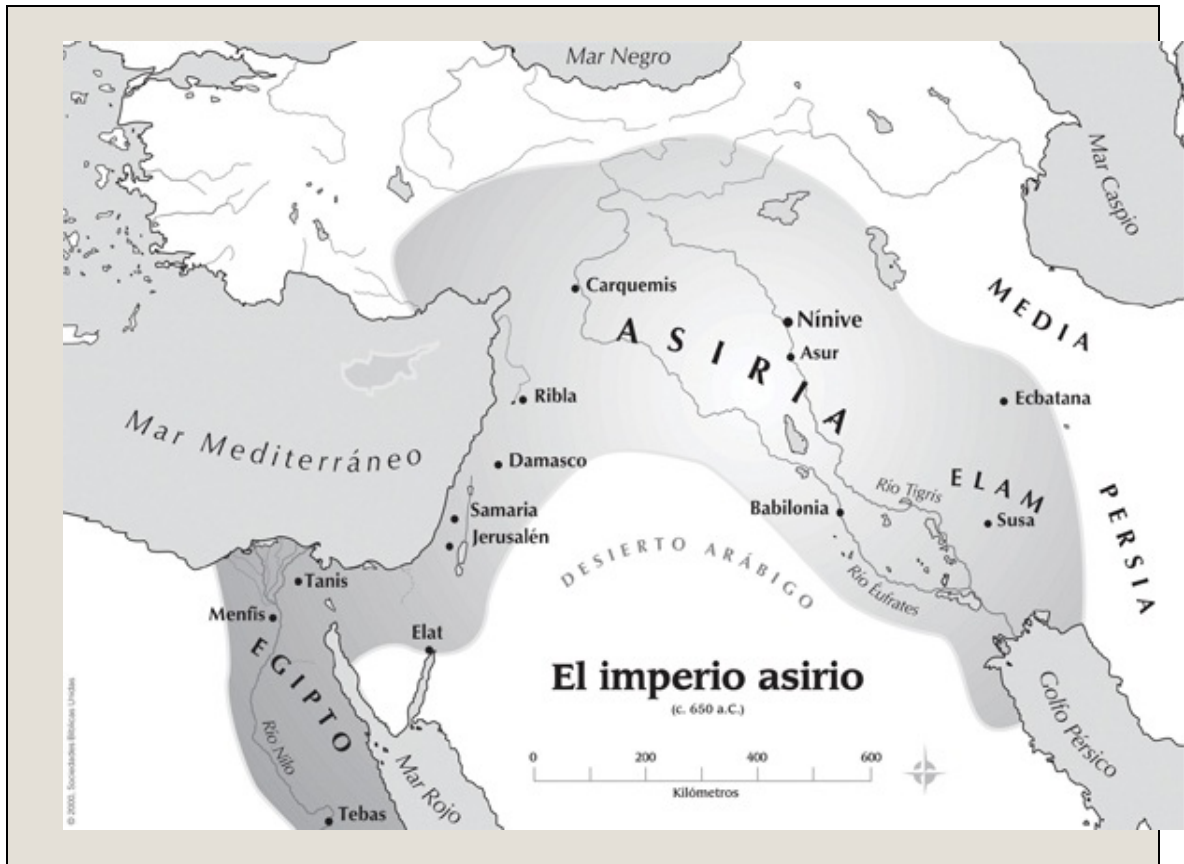 Mar Negro
Mar Caspio
MEDIA
Carquemis
Nínive
ASIRIA
Asur
Ecbatana
Ribla
Mar Mediterráneo
Damasco
ELAM
Río Tigris
PERSIA
Samaria
Babilonia
Susa
Jerusalén
DESIERTO ARÁBIGO
Tanis
Río Éufrates
Menfis
Elat
EGIPTO
El imperio asirio
(c. 650 a.C.)
Golfo Pérsico
Río Nilo
Mar Rojo
0 200 400 600
Kilómetros
Tebas
© 2000, Sociedades Bíblicas Unidas